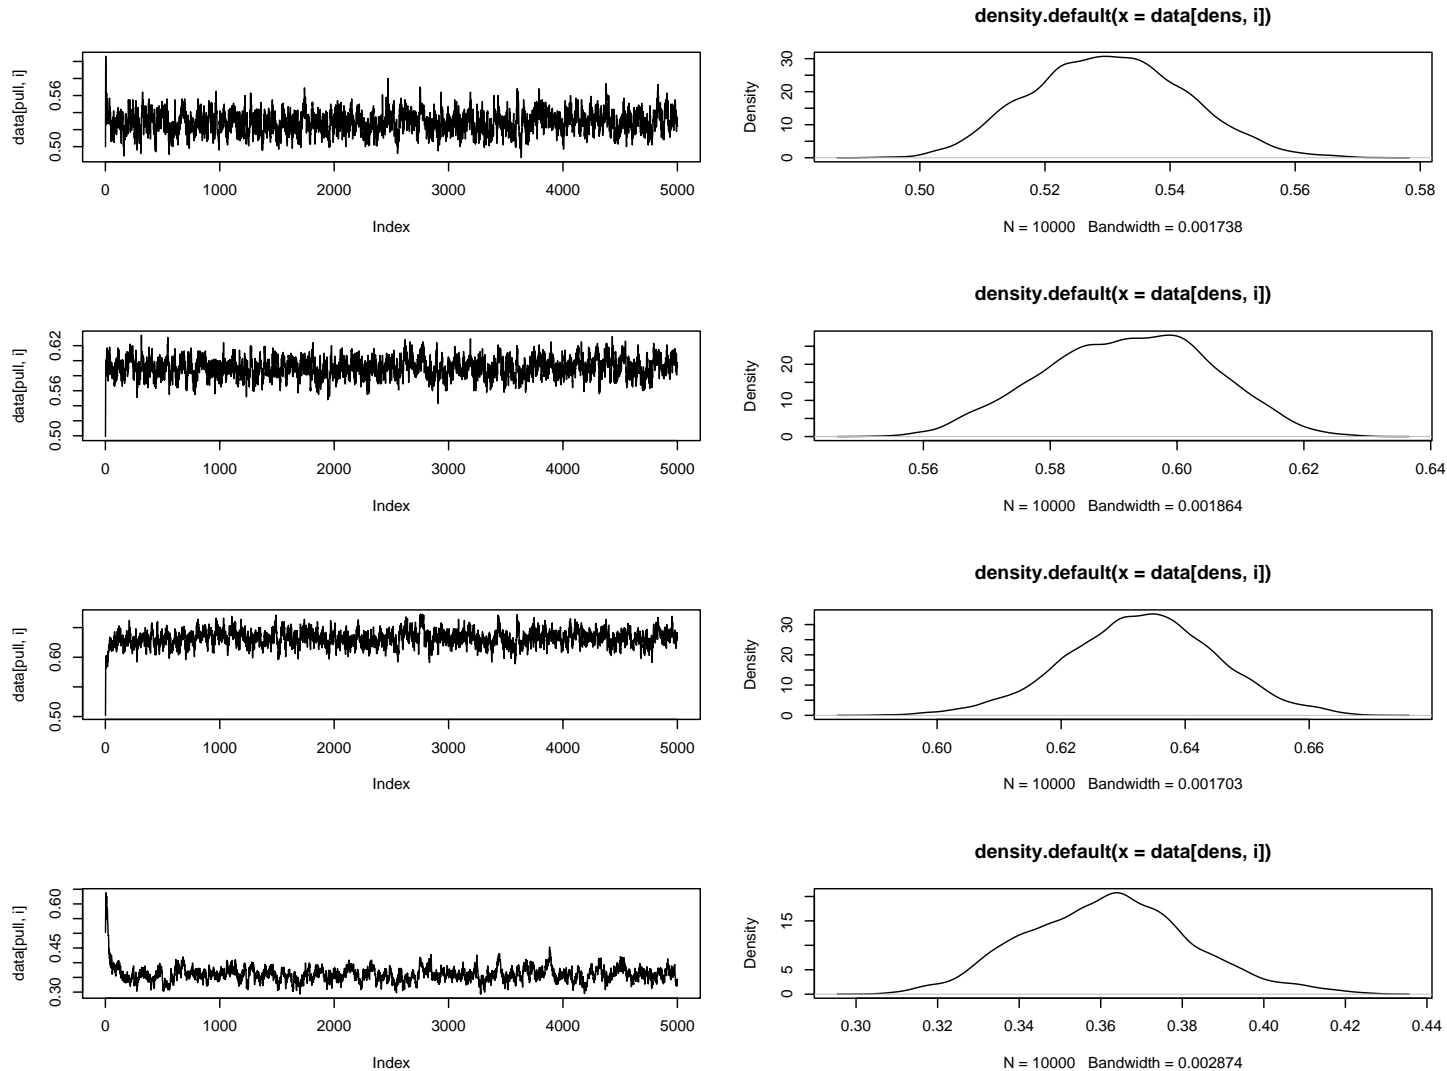 density.default(x = data[dens, i])
data[pull, i]
0.50 0.56
0 1000 2000 3000 4000 5000
Index
Density
0 10 20 30
0.50 0.52 0.54 0.56 0.58
N = 10000 Bandwidth = 0.001738
density.default(x = data[dens, i])
data[pull, i]
0.50 0.56 0.62
0 1000 2000 3000 4000 5000
Index
Density
0 10 20
0.56 0.58 0.60 0.62 0.64
N = 10000 Bandwidth = 0.001864
density.default(x = data[dens, i])
data[pull, i]
0.50 0.60
0 1000 2000 3000 4000 5000
Index
Density
0 10 20 30
0.60 0.62 0.64 0.66
N = 10000 Bandwidth = 0.001703
density.default(x = data[dens, i])
data[pull, i]
0.30 0.45 0.60
0 1000 2000 3000 4000 5000
Index
Density
0 5 15
0.30 0.32 0.34 0.36 0.38 0.40 0.42 0.44
N = 10000 Bandwidth = 0.002874